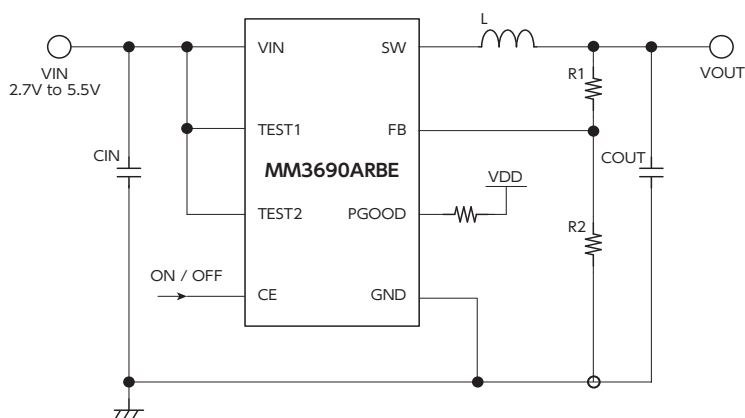 L
VIN
2.7V to 5.5V
VIN
SW
R1
VOUT
TEST1
FB
CIN
MM3690ARBE
COUT
VDD
TEST2
PGOOD
R2
ON / OFF
CE
GND